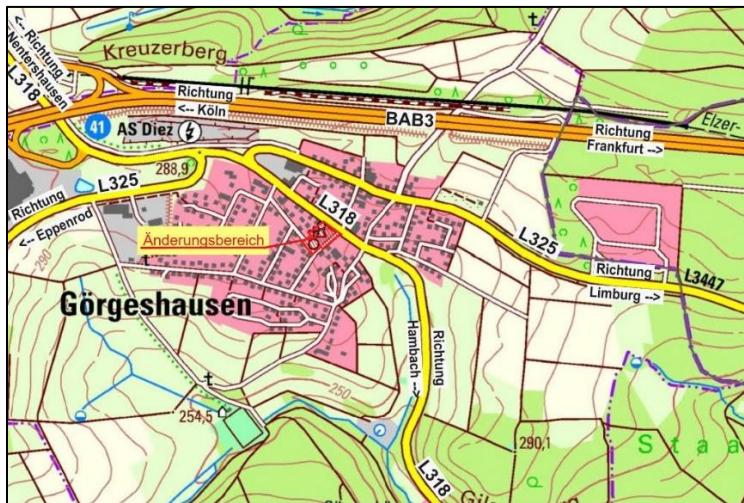 Kreuzerberg
<-- Richtung
Nentershausen
L318
Richtung
<-- Köln
BAB3
Elzer-
41
AS Diez
Richtung
Frankfurt -->
288,9
L325
Richtung
<-- Eppenrod
L318
Änderungsbereich
L325
290
Richtung
Limburg -->
L3447
Görgeshausen
Richtung
Hambach -->
250
254,5
290,1
Staa
L318